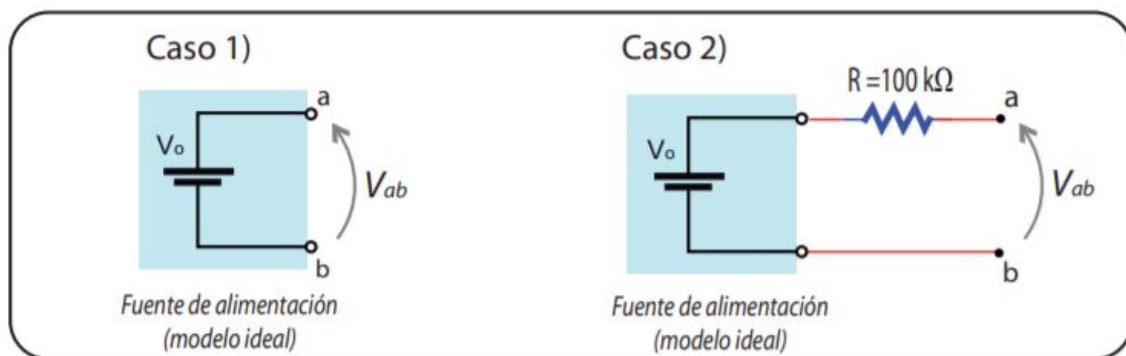 Caso 1)
a
Vo
Vab
b
Fuente de alimentación
(modelo ideal)
Caso 2)
R =100 kΩ
a
Vo
Vab
b
Fuente de alimentación
(modelo ideal)